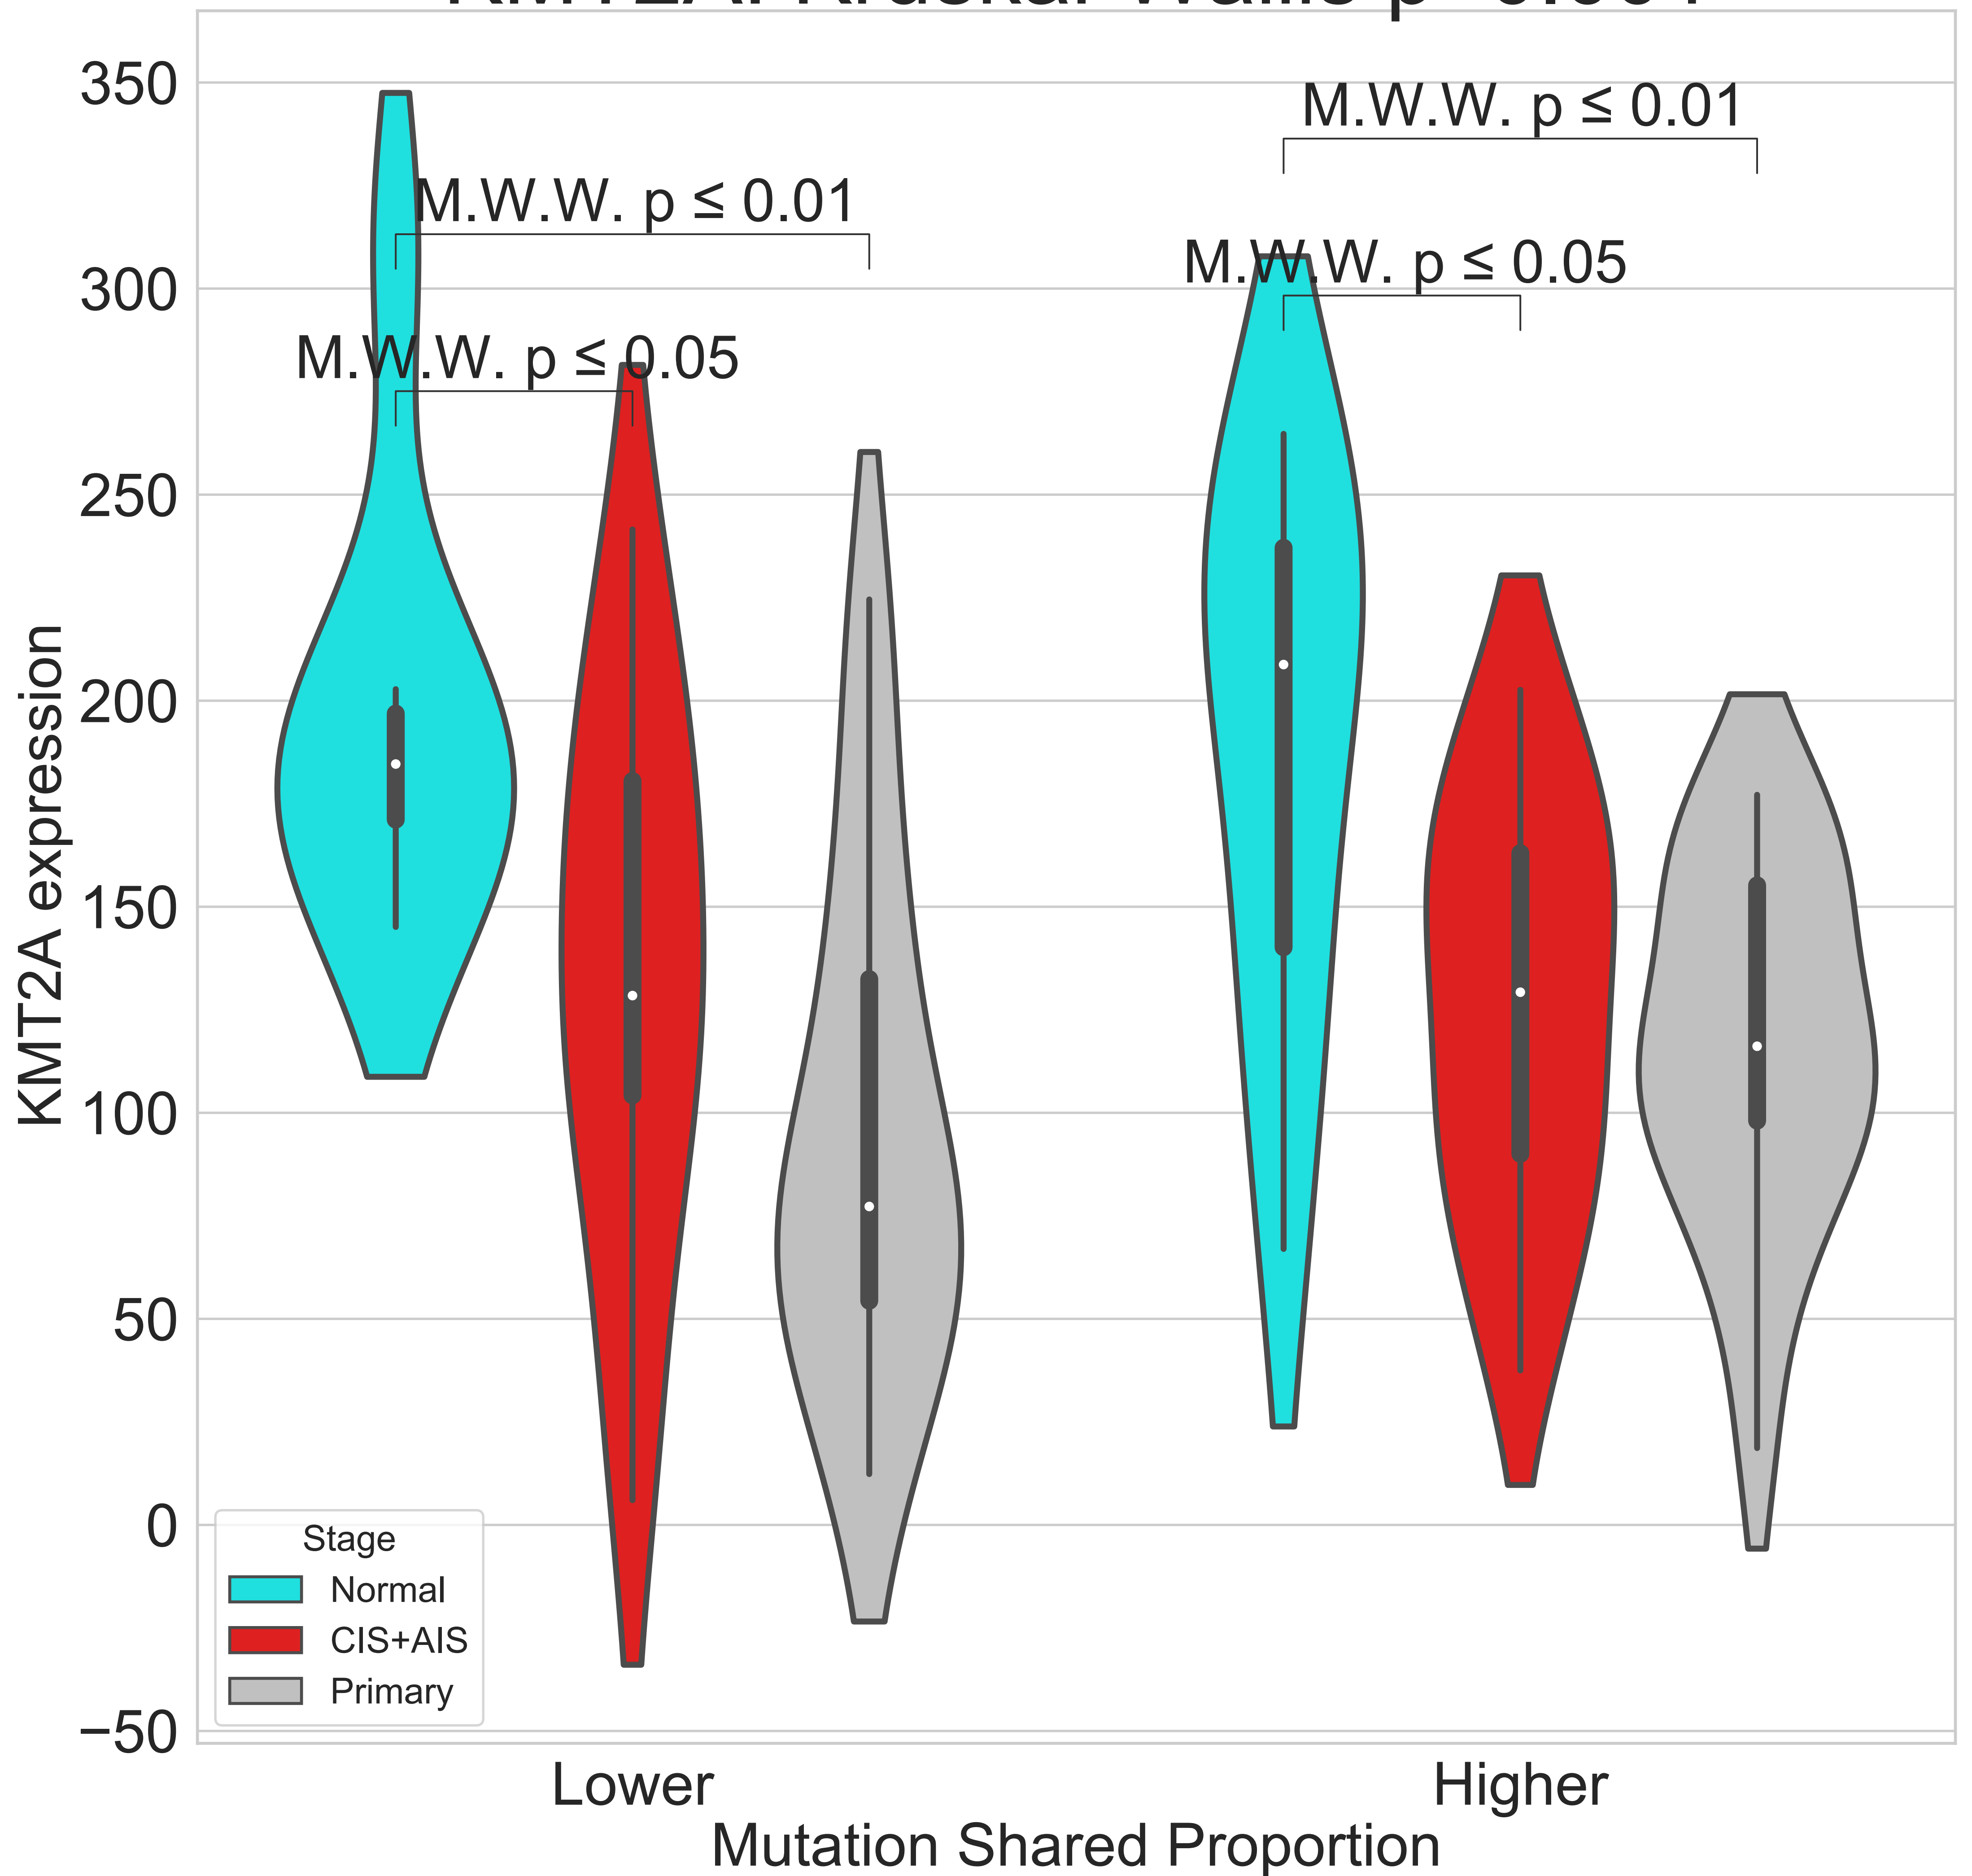 350
M.W.W. p ≤ 0.01
M.W.W. p ≤ 0.01
M.W.W. p ≤ 0.05
300
M.W.W. p ≤ 0.05
250
200
150
100
50
0
−50
KMT2A expression
Stage
Normal
CIS+AIS
Primary
Lower
Higher
Mutation Shared Proportion